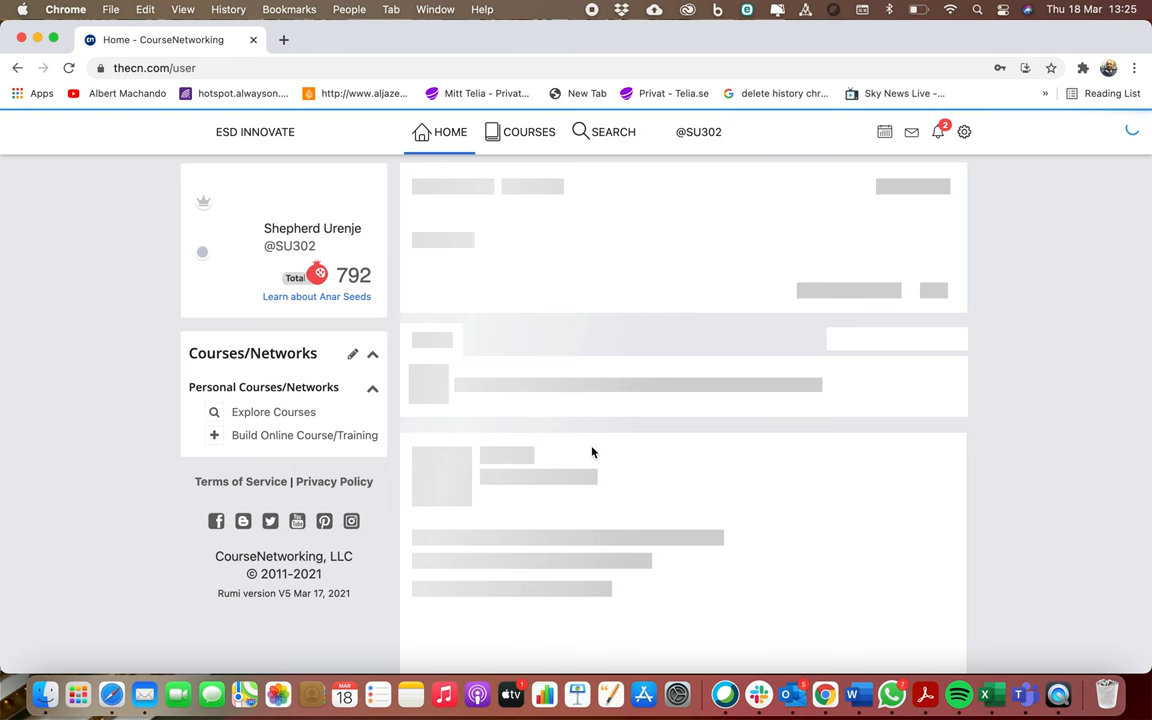 Chrome File Edit View History Bookmarks People Tab Window Help Thu 18 Mar 13:25
cn Home - CourseNetworking
thecn.com/user
Apps Albert Machando hotspot.alwayson.... http://www.aljaze... Mitt Telia - Privat... New Tab Privat - Telia.se delete history chr... Sky News Live -... » Reading List
ESD INNOVATE HOME COURSES SEARCH @SU302 2
Shepherd Urenje
@SU302
Total 792
Learn about Anar Seeds
Courses/Networks
Personal Courses/Networks
Explore Courses
Build Online Course/Training
Terms of Service | Privacy Policy
CourseNetworking, LLC
© 2011-2021
Rumi version V5 Mar 17, 2021